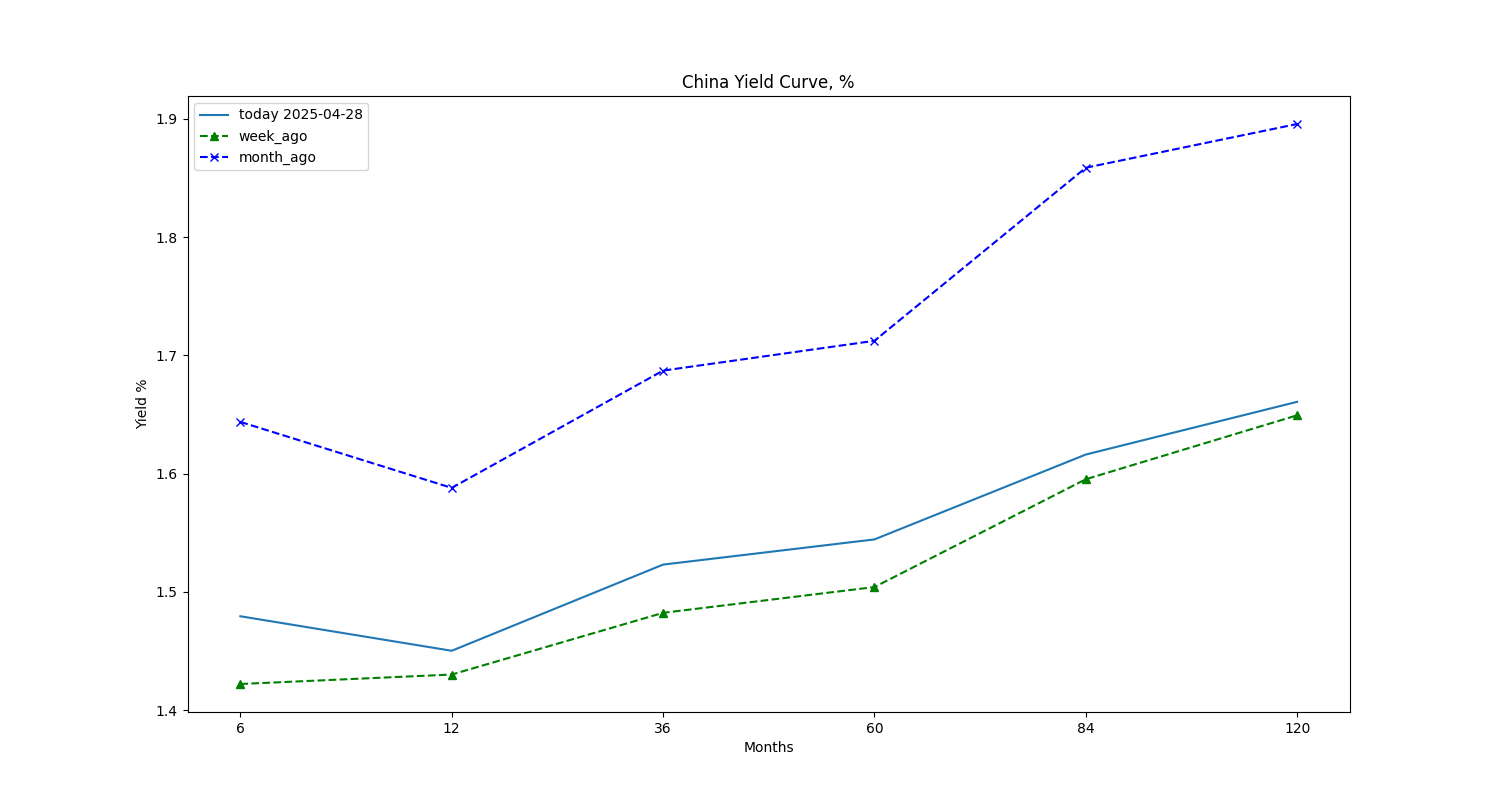 China Yield Curve, %
today 2025-04-28
week_ago
month_ago
1.9
1.8
1.7
1.6
1.5
1.4
Yield %
6 12 36 60 84 120
Months